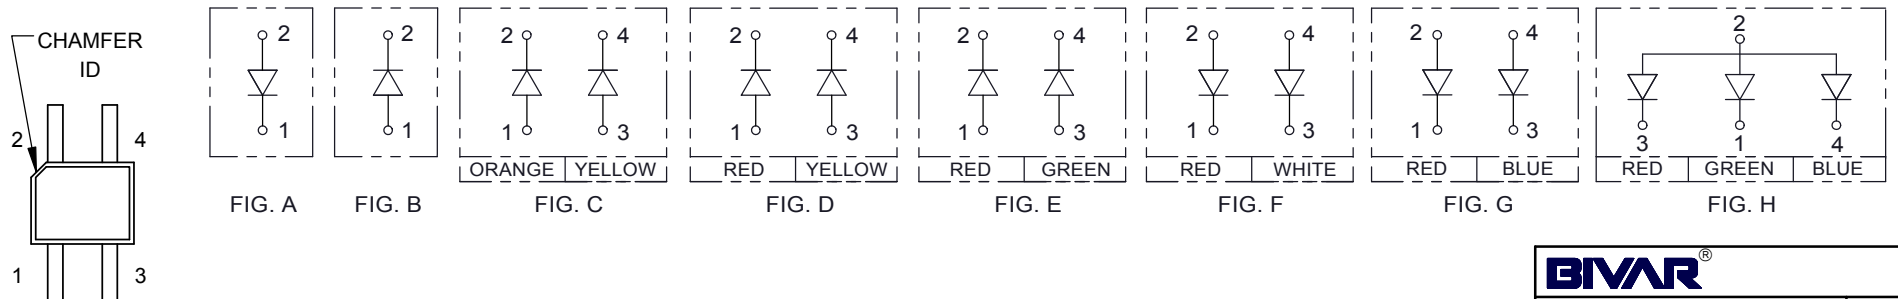 CHAMFER
ID
2 4
1 3
2
1
FIG. A
2
1
FIG. B
2 4
1 3
ORANGE YELLOW
FIG. C
2 4
1 3
RED YELLOW
FIG. D
2 4
1 3
RED GREEN
FIG. E
2 4
1 3
RED WHITE
FIG. F
2 4
1 3
RED BLUE
FIG. G
2
3 1 4
RED GREEN BLUE
FIG. H
BIVAR®